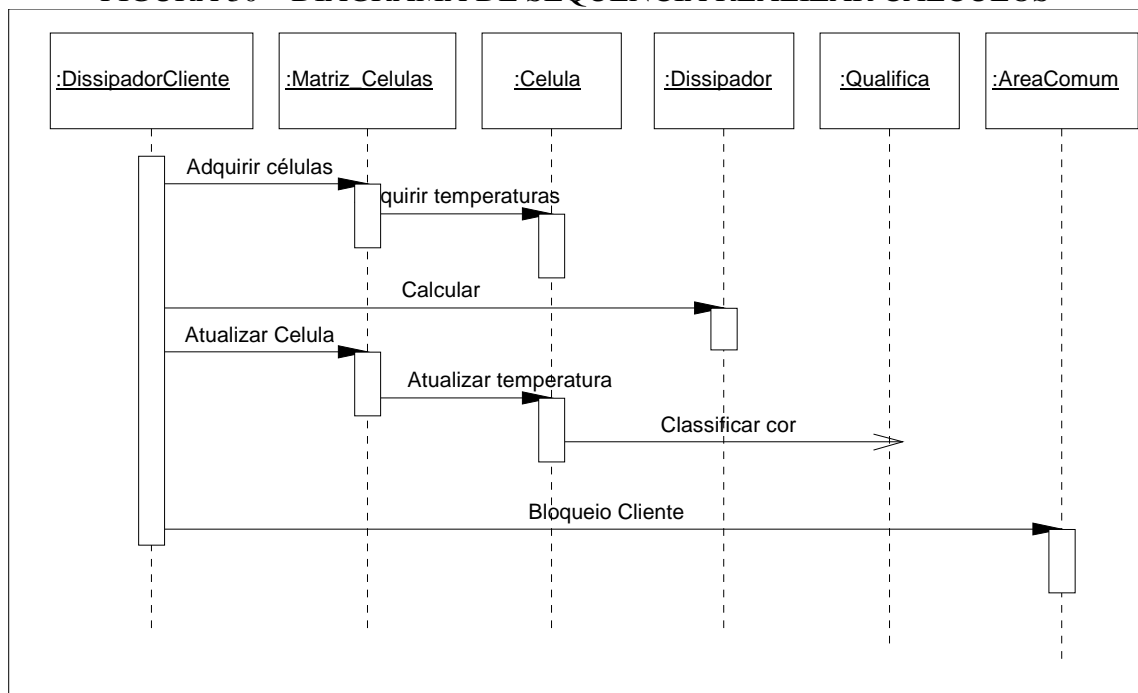 :DissipadorCliente
:Matriz_Celulas
:Celula
:Dissipador
:Qualifica
:AreaComum
Adquirir células
quirir temperaturas
Calcular
Atualizar Celula
Atualizar temperatura
Classificar cor
Bloqueio Cliente